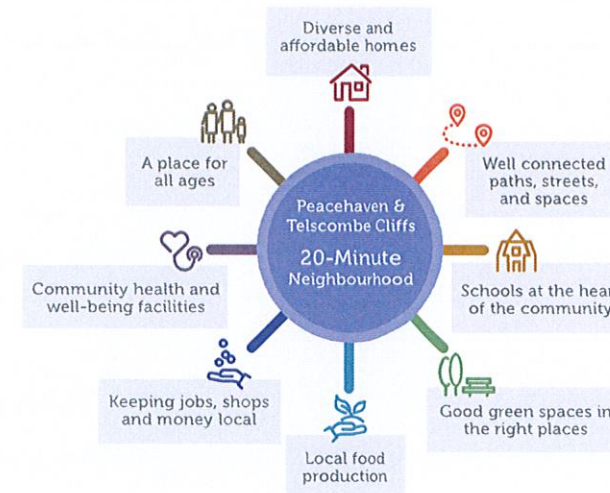 Diverse and
affordable homes
A place for
all ages
Well connected
paths, streets,
and spaces
Peacehaven &
Telscombe Cliffs
20-Minute
Neighbourhood
Community health and
well-being facilities
Schools at the hear
of the community
Keeping jobs, shops
and money local
Good green spaces in
the right places
Local food
production